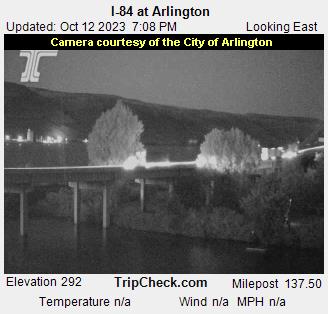 I-84 at Arlington
Updated: Oct 12 2023 7:08 PM Looking East
Camera courtesy of the City of Arlington
Elevation 292 TripCheck.com Milepost 137.50
Temperature n/a Wind n/a MPH n/a